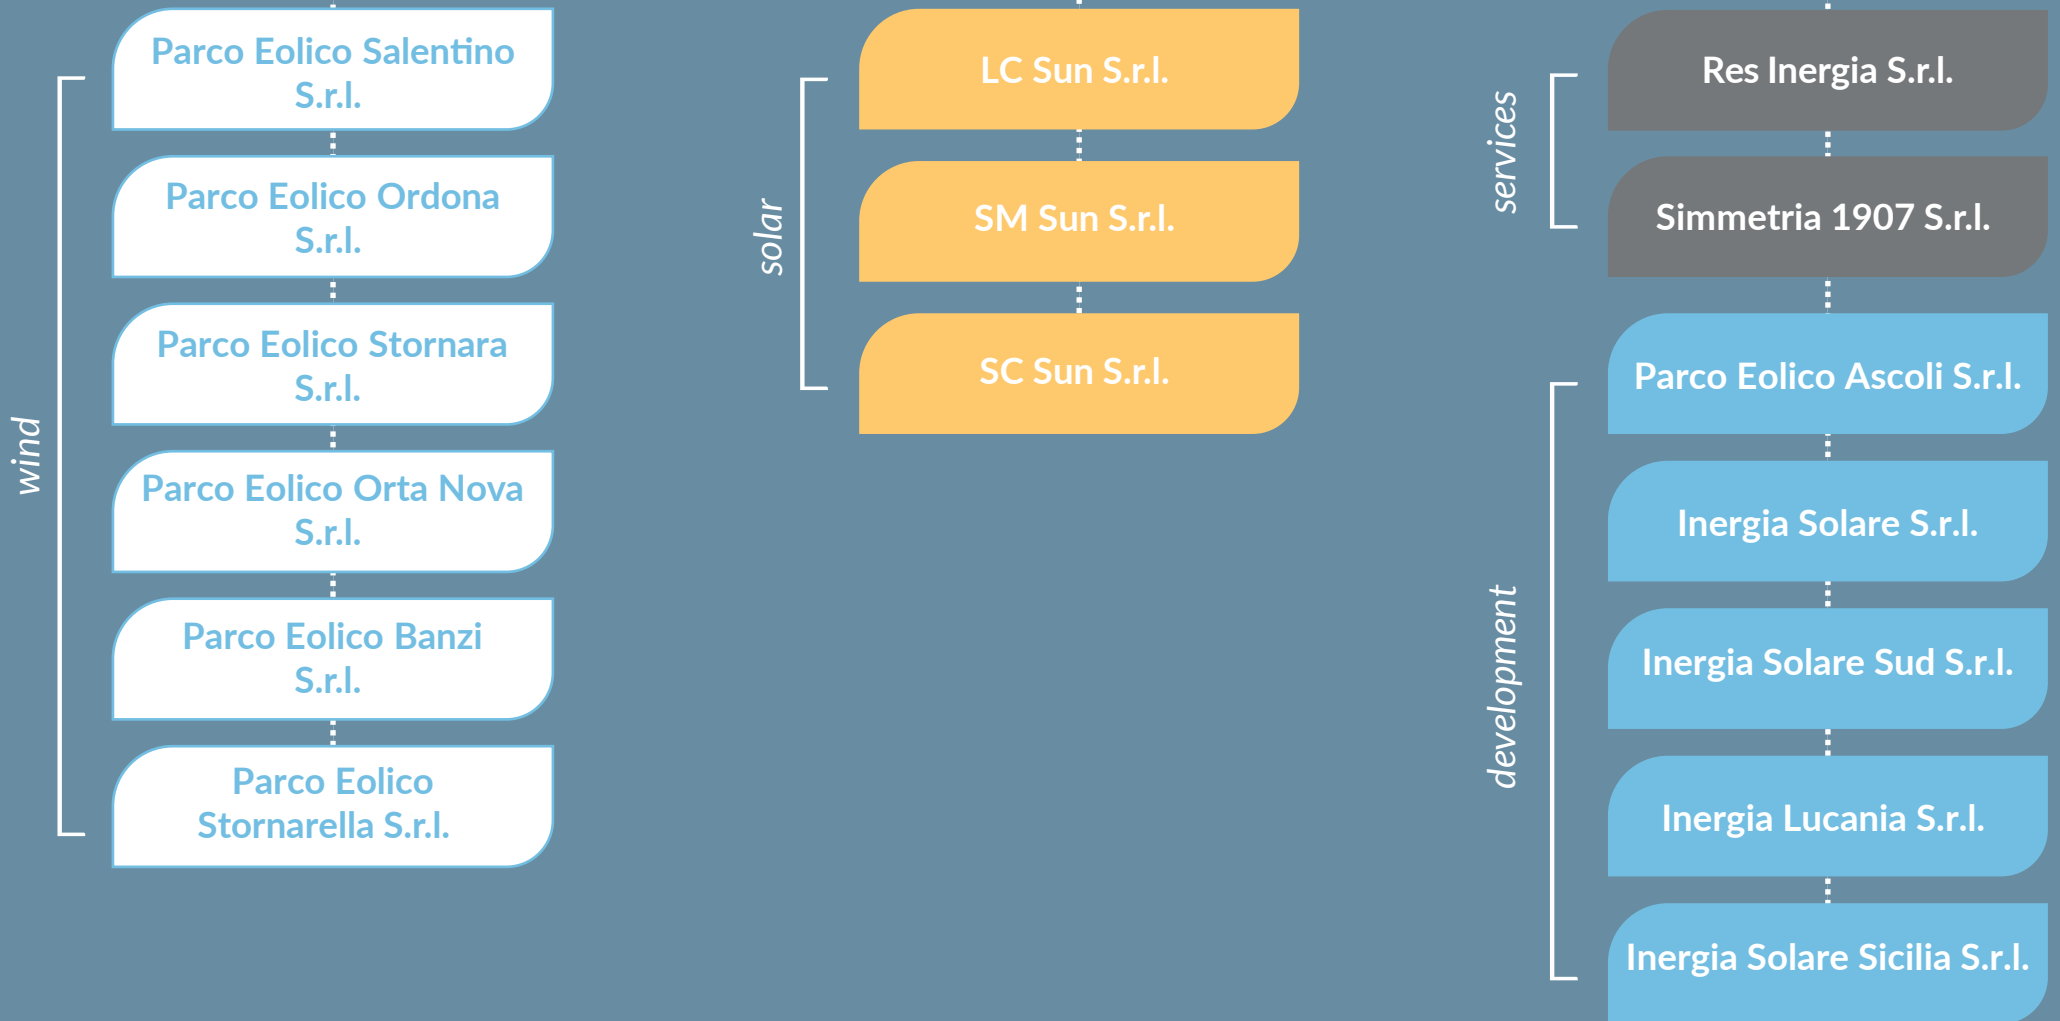 wind
Parco Eolico Salentino
S.r.l.
Parco Eolico Ordona
S.r.l.
Parco Eolico Stornara
S.r.l.
Parco Eolico Orta Nova
S.r.l.
Parco Eolico Banzi
S.r.l.
Parco Eolico
Stornarella S.r.l.
solar
LC Sun S.r.l.
SM Sun S.r.l.
SC Sun S.r.l.
services
Res Inergia S.r.l.
Simmetria 1907 S.r.l.
development
Parco Eolico Ascoli S.r.l.
Inergia Solare S.r.l.
Inergia Solare Sud S.r.l.
Inergia Lucania S.r.l.
Inergia Solare Sicilia S.r.l.